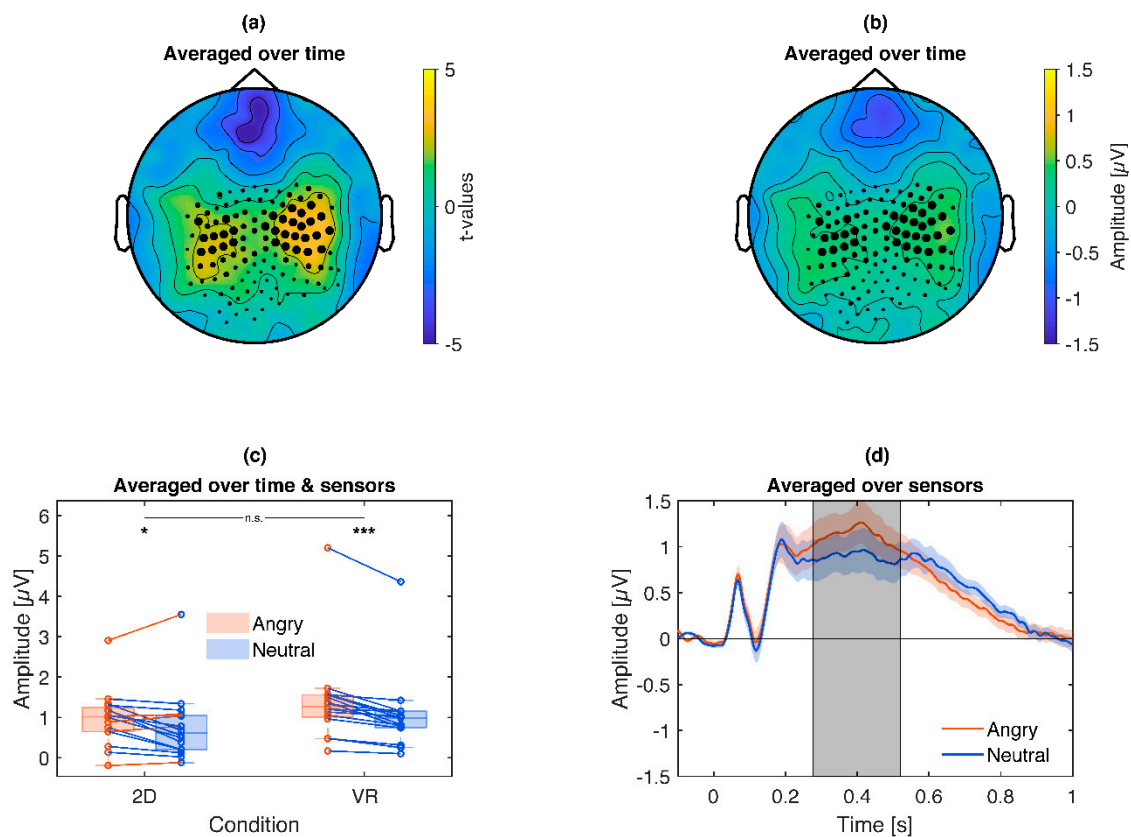 (a)
Averaged over time
5
0
-5
t-values
(b)
Averaged over time
1.5
1
0.5
0
-0.5
-1
-1.5
Amplitude [µV]
(c)
Averaged over time & sensors
6
5
4
3
2
1
0
Amplitude [µV]
n.s.
*
***
Angry
Neutral
2D
VR
Condition
(d)
Averaged over sensors
1.5
1
0.5
0
-0.5
-1
-1.5
Amplitude [µV]
Angry
Neutral
0
0.2
0.4
0.6
0.8
1
Time [s]